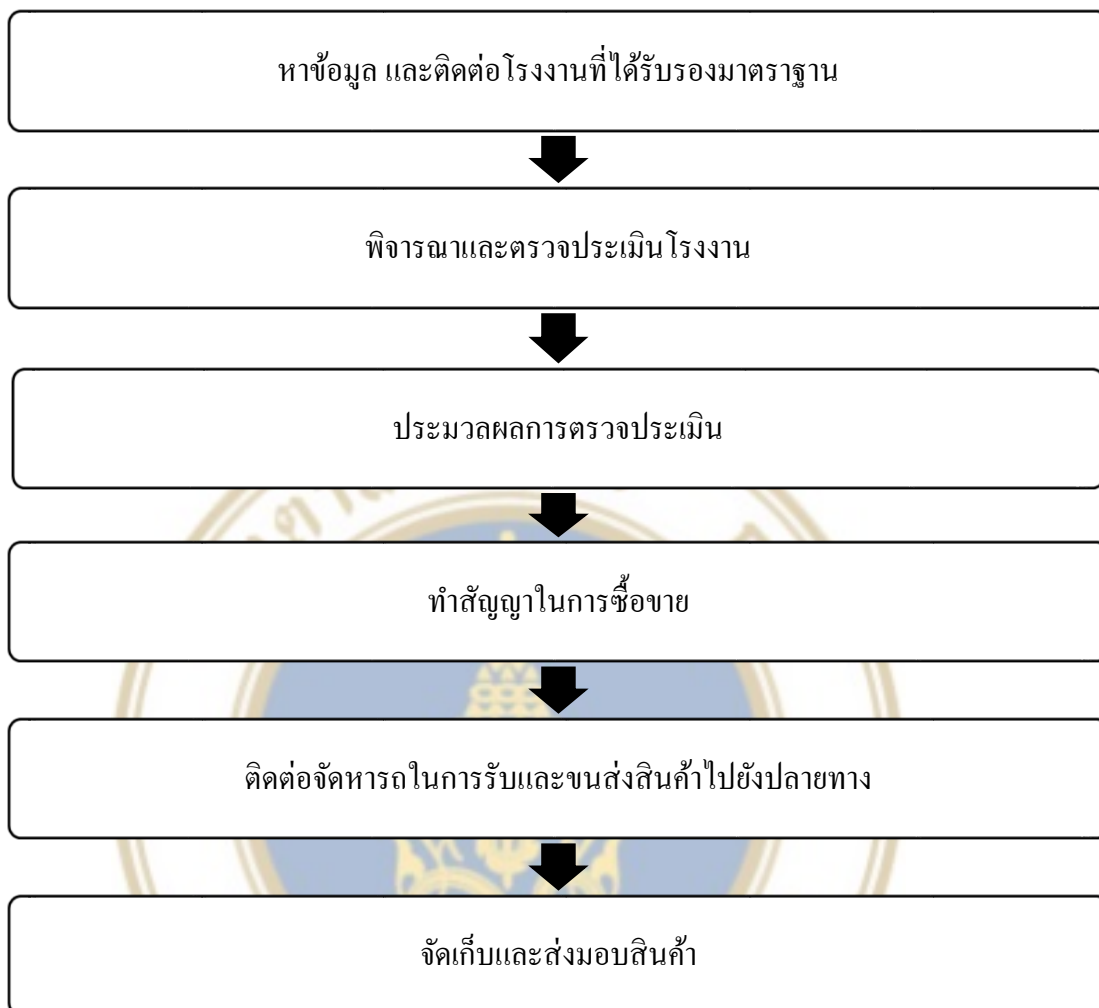 หาข้อมูล และติดต่อโรงงานที่ได้รับรองมาตราฐาน
พิจารณาและตรวจประเมินโรงงาน
ประมวลผลการตรวจประเมิน
ทำสัญญาในการซื้อขาย
ติดต่อจัดหารถในการรับและขนส่งสินค้าไปยังปลายทาง
จัดเก็บและส่งมอบสินค้า